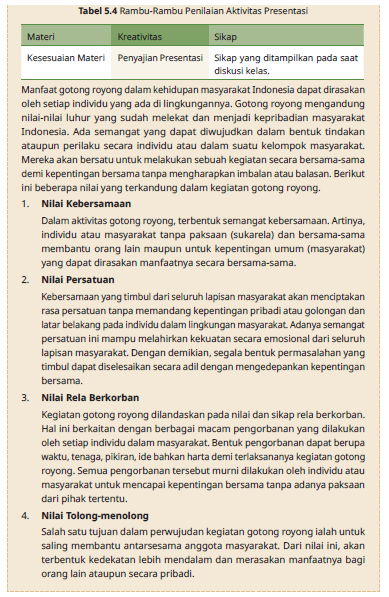 Tabel 5.4 Rambu-Rambu Penilaian Aktivitas Presentasi
Materi Kreativitas Sikap
Kesesuaian Materi Penyajian Presentasi Sikap yang ditampilkan pada saat
diskusi kelas.
Manfaat gotong royong dalam kehidupan masyarakat Indonesia dapat dirasakan
oleh setiap individu yang ada di lingkungannya. Gotong royong mengandung
nilai-nilai luhur yang sudah melekat dan menjadi kepribadian masyarakat
Indonesia. Ada semangat yang dapat diwujudkan dalam bentuk tindakan
ataupun perilaku secara individu atau dalam suatu kelompok masyarakat.
Mereka akan bersatu untuk melakukan sebuah kegiatan secara bersama-sama
demi kepentingan bersama tanpa mengharapkan imbalan atau balasan. Berikut
ini beberapa nilai yang terkandung dalam kegiatan gotong royong.
1. Nilai Kebersamaan
Dalam aktivitas gotong royong, terbentuk semangat kebersamaan. Artinya,
individu atau masyarakat tanpa paksaan (sukarela) dan bersama-sama
membantu orang lain maupun untuk kepentingan umum (masyarakat)
yang dapat dirasakan manfaatnya secara bersama-sama.
2. Nilai Persatuan
Kebersamaan yang timbul dari seluruh lapisan masyarakat akan menciptakan
rasa persatuan tanpa memandang kepentingan pribadi atau golongan dan
latar belakang pada individu dalam lingkungan masyarakat. Adanya semangat
persatuan ini mampu melahirkan kekuatan secara emosional dari seluruh
lapisan masyarakat. Dengan demikian, segala bentuk permasalahan yang
timbul dapat diselesaikan secara adil dengan mengedepankan kepentingan
bersama.
3. Nilai Rela Berkorban
Kegiatan gotong royong dilandaskan pada nilai dan sikap rela berkorban.
Hal ini berkaitan dengan berbagai macam pengorbanan yang dilakukan
oleh setiap individu dalam masyarakat. Bentuk pengorbanan dapat berupa
waktu, tenaga, pikiran, ide bahkan harta demi terlaksananya kegiatan gotong
royong. Semua pengorbanan tersebut murni dilakukan oleh individu atau
masyarakat untuk mencapai kepentingan bersama tanpa adanya paksaan
dari pihak tertentu.
4. Nilai Tolong-menolong
Salah satu tujuan dalam perwujudan kegiatan gotong royong ialah untuk
saling membantu antarsesama anggota masyarakat. Dari nilai ini, akan
terbentuk kedekatan lebih mendalam dan merasakan manfaatnya bagi
orang lain ataupun secara pribadi.